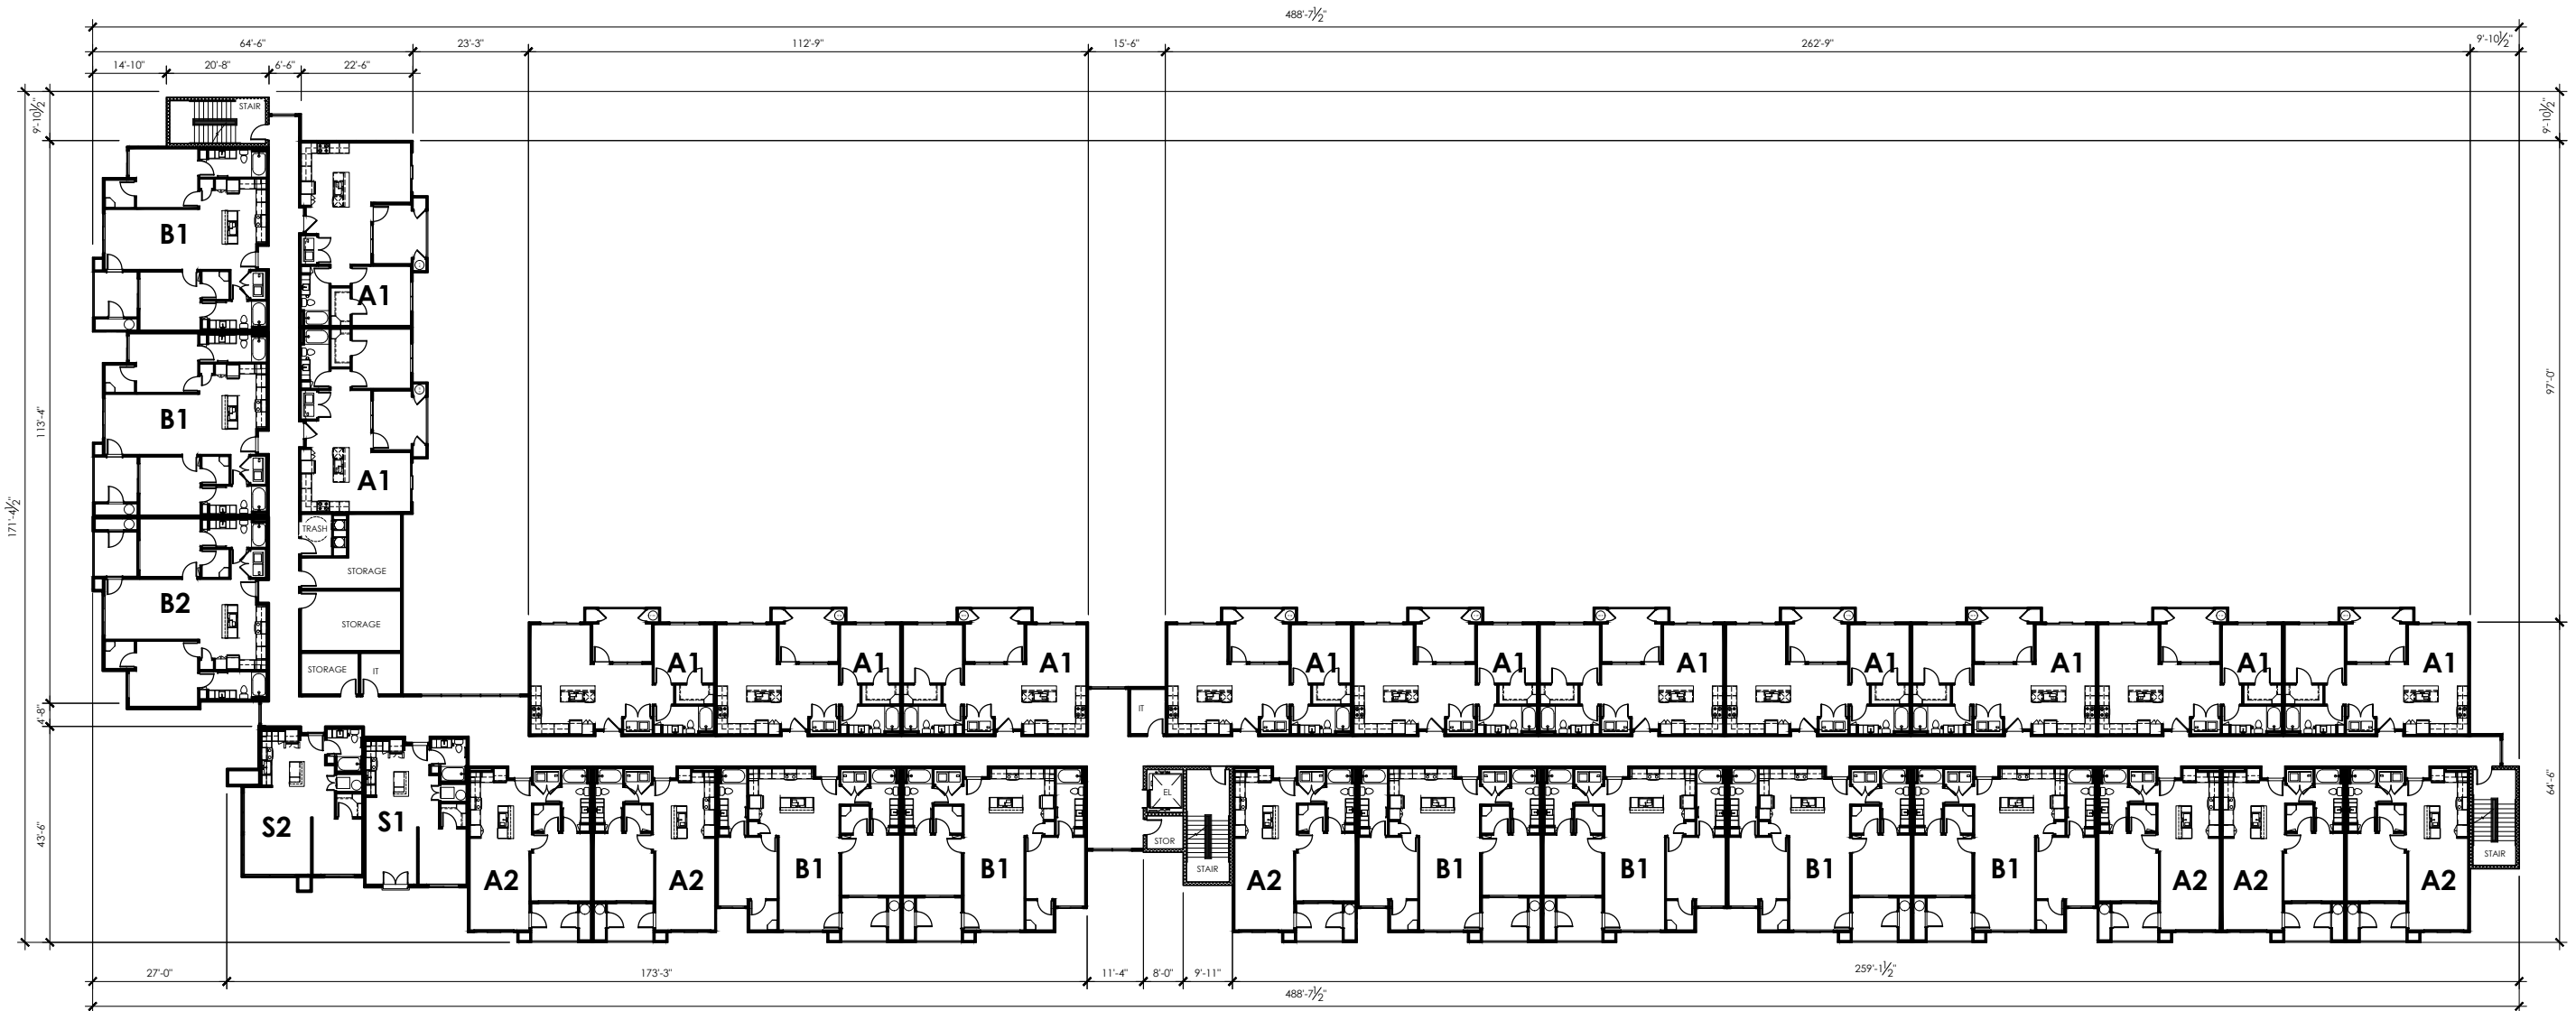 488'-7½"
64'-6" 23'-3" 112'-9" 15'-6" 262'-9" 9'-10½"
14'-10" 20'-8" 6'-6" 22'-6"
9'-10½"
STAIR
9'-10½"
B1
A1
171'-4½"
113'-4"
97'-0"
B1
A1
TRASH
STORAGE
B2
STORAGE
STORAGE IT
A1 A1 A1 A1 A1 A1 A1 A1 A1 A1
IT
4'-8"
43'-6"
64'-6"
EL
S2 S1
STOR
STAIR
STAIR
A2 A2 B1 B1 A2 B1 B1 B1 B1 A2 A2 A2
27'-0" 173'-3" 11'-4" 8'-0" 9'-11" 259'-1½"
488'-7½"